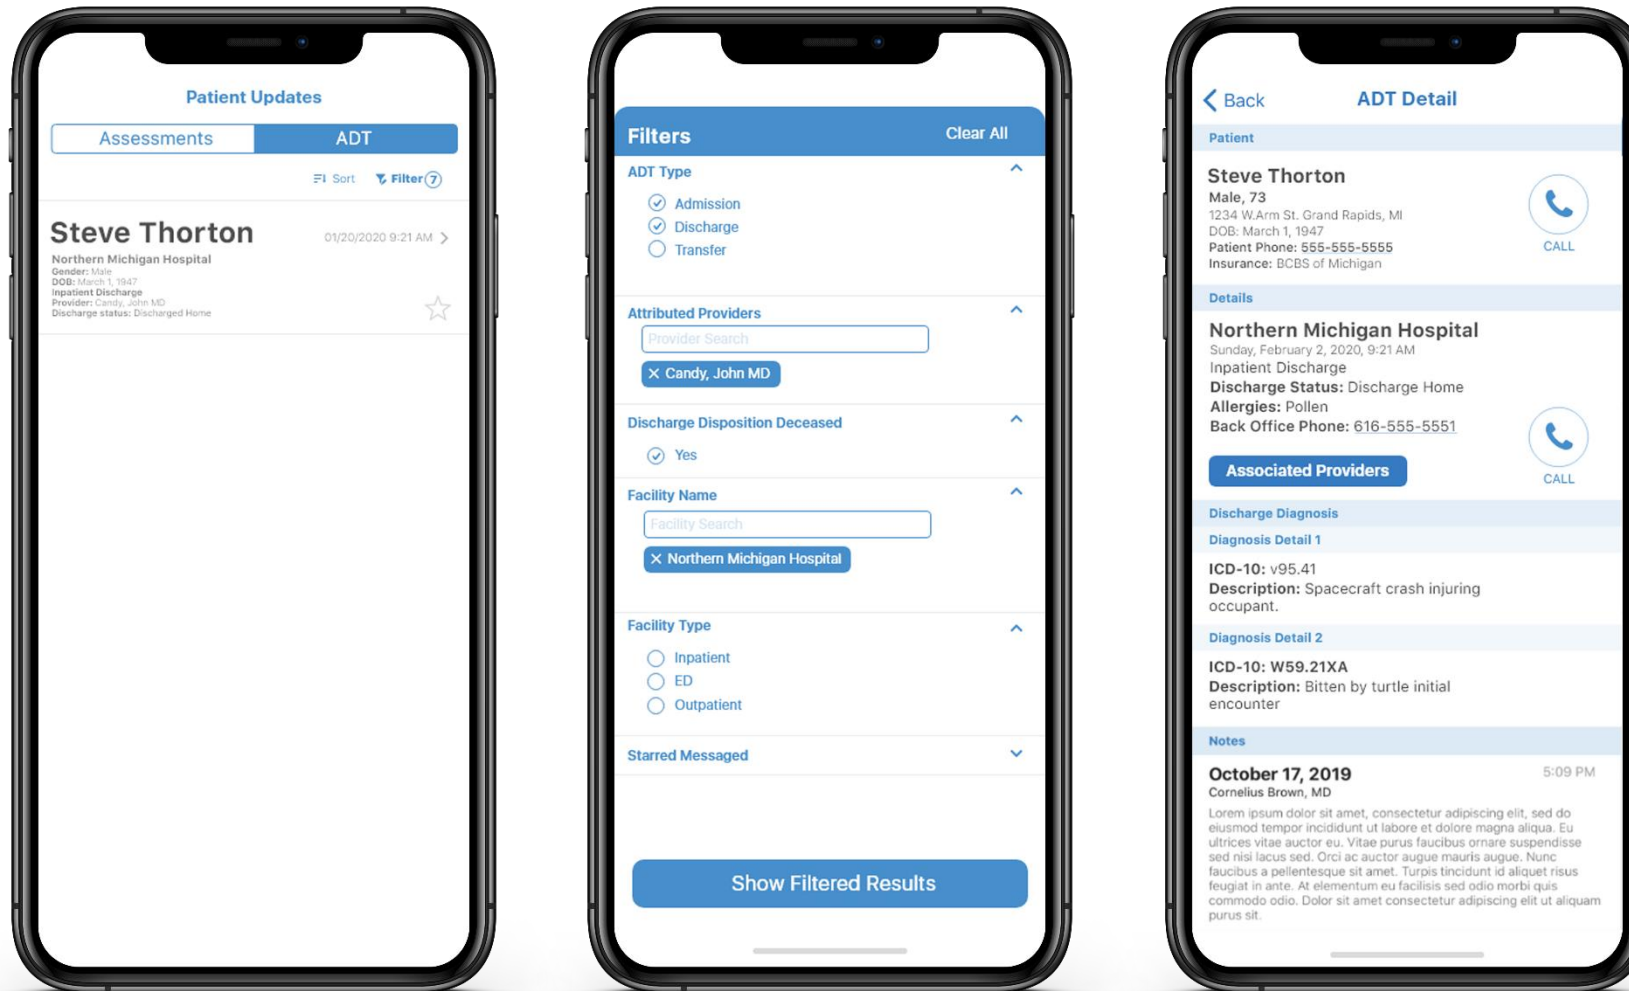 Patient Updates
Assessments
ADT
Sort
Filter 7
Steve Thorton
01/20/2020 9:21 AM
Northern Michigan Hospital
Gender: Male
DOB: March 1, 1947
Inpatient Discharge
Provider: Candy, John MD
Discharge status: Discharged Home
Filters
Clear All
ADT Type
Admission
Discharge
Transfer
Attributed Providers
Provider Search
Candy, John MD
Discharge Disposition Deceased
Yes
Facility Name
Facility Search
Northern Michigan Hospital
Facility Type
Inpatient
ED
Outpatient
Starred Messaged
Show Filtered Results
Back
ADT Detail
Patient
Steve Thorton
Male, 73
1234 W.Arm St. Grand Rapids, MI
DOB: March 1, 1947
Patient Phone: 555-555-5555
Insurance: BCBS of Michigan
CALL
Details
Northern Michigan Hospital
Sunday, February 2, 2020, 9:21 AM
Inpatient Discharge
Discharge Status: Discharge Home
Allergies: Pollen
Back Office Phone: 616-555-5551
Associated Providers
CALL
Discharge Diagnosis
Diagnosis Detail 1
ICD-10: v95.41
Description: Spacecraft crash injuring
occupant.
Diagnosis Detail 2
ICD-10: W59.21XA
Description: Bitten by turtle initial
encounter
Notes
October 17, 2019
5:09 PM
Cornelius Brown, MD
Lorem ipsum dolor sit amet, consectetur adipiscing elit, sed do
eiusmod tempor incididunt ut labore et dolore magna aliqua. Eu
ultrices vitae auctor eu. Vitae purus faucibus ornare suspendisse
sed nisi lacus sed. Orci ac auctor augue mauris augue. Nunc
faucibus a pellentesque sit amet. Turpis tincidunt id aliquet risus
feugiat in ante. At elementum eu facilisis sed odio morbi quis
commodo odio. Dolor sit amet consectetur adipiscing elit ut aliquam
purus sit.